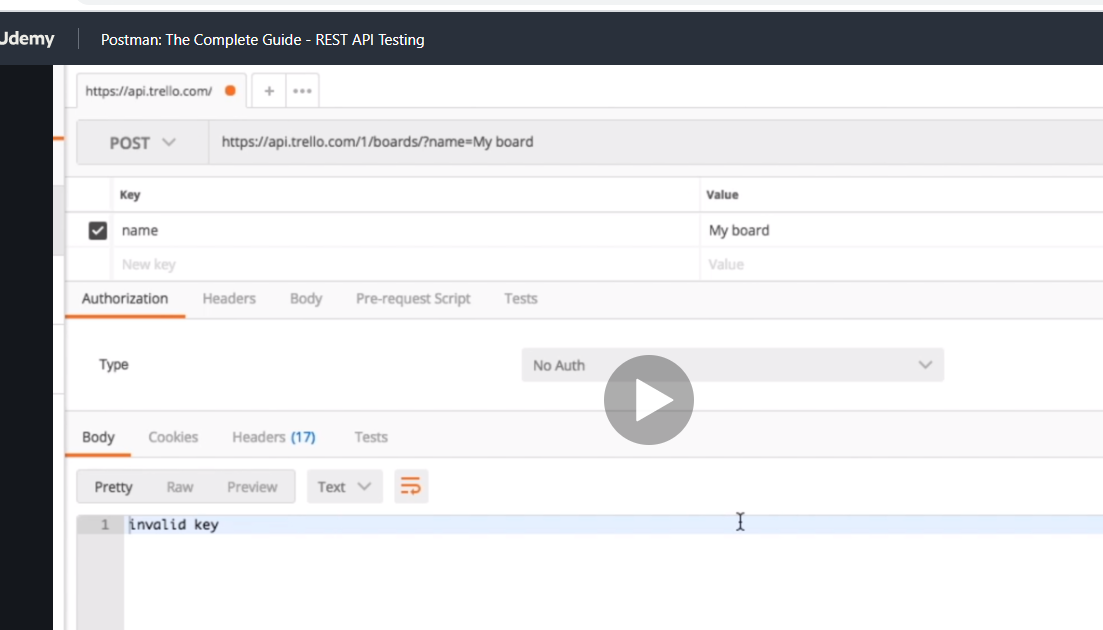 Udemy Postman: The Complete Guide - REST API Testing
https://api.trello.com/ + •••
POST https://api.trello.com/1/boards/?name=My board
Key Value
name My board
New key Value
Authorization Headers Body Pre-request Script Tests
Type No Auth
Body Cookies Headers (17) Tests
Pretty Raw Preview Text
1 invalid key